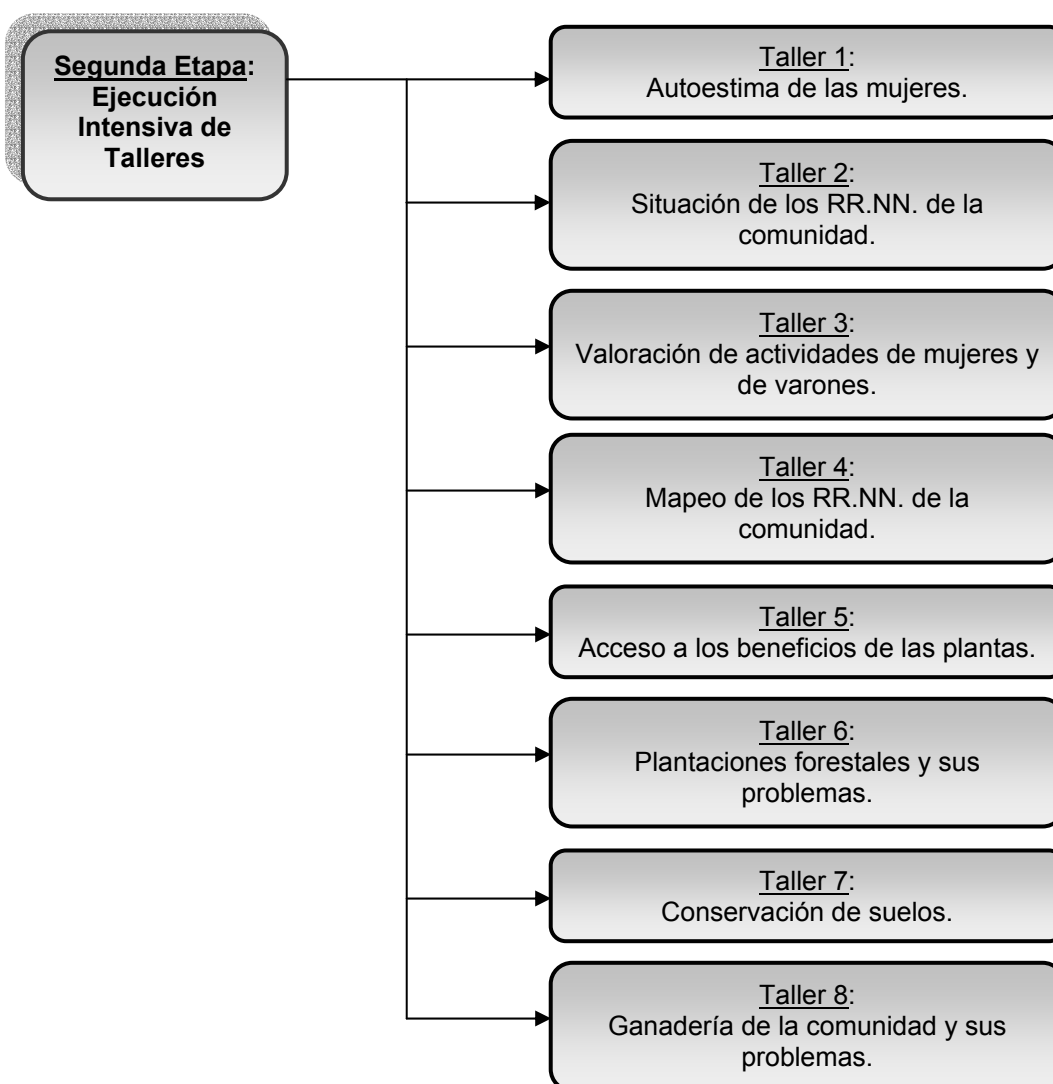 Segunda Etapa:
Ejecución
Intensiva de
Talleres
Taller 1:
Autoestima de las mujeres.
Taller 2:
Situación de los RR.NN. de la
comunidad.
Taller 3:
Valoración de actividades de mujeres y
de varones.
Taller 4:
Mapeo de los RR.NN. de la
comunidad.
Taller 5:
Acceso a los beneficios de las plantas.
Taller 6:
Plantaciones forestales y sus
problemas.
Taller 7:
Conservación de suelos.
Taller 8:
Ganadería de la comunidad y sus
problemas.